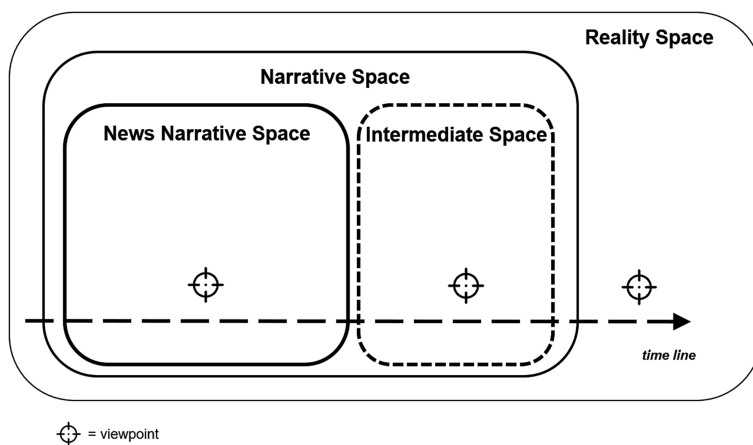 Reality Space
Narrative Space
News Narrative Space
Intermediate Space
time line
= viewpoint